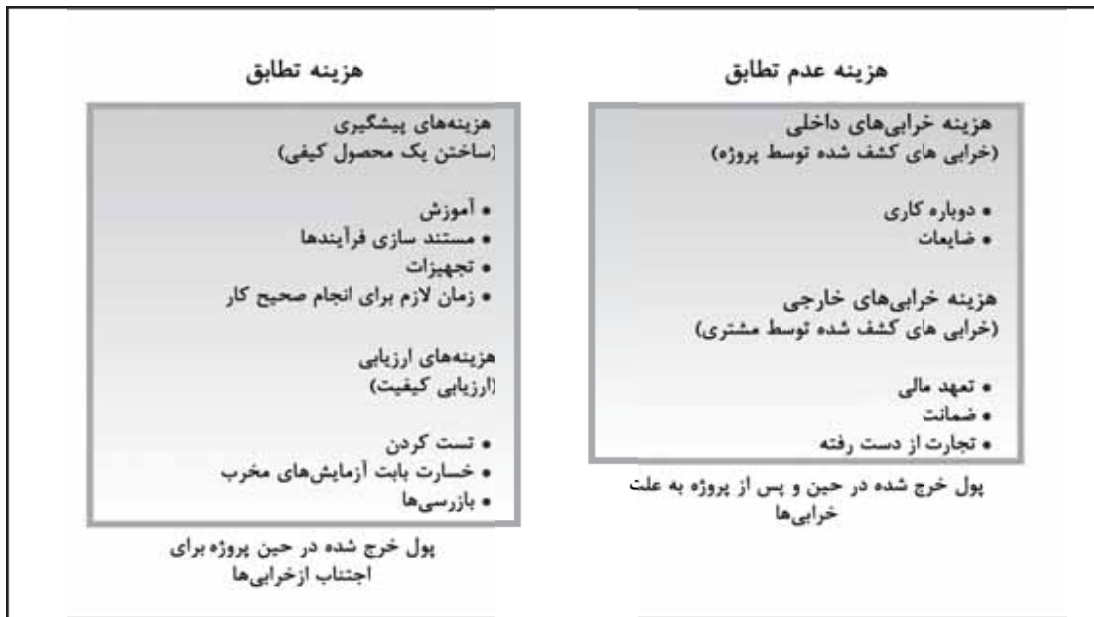 هزینه عدم تطابق
هزینه خرابی‌های داخلی
(خرابی های کشف شده توسط پروژه)
• دوباره کاری
• ضایعات
هزینه خرابی‌های خارجی
(خرابی های کشف شده توسط مشتری)
• تعهد مالی
• ضمانت
• تجارت از دست رفته
پول خرج شده در حین و پس از پروژه به علت
خرابی‌ها
هزینه تطابق
هزینه‌های پیشگیری
(ساختن یک محصول کیفی)
• آموزش
• مستند سازی فرآیندها
• تجهیزات
• زمان لازم برای انجام صحیح کار
هزینه‌های ارزیابی
(ارزیابی کیفیت)
• تست کردن
• خسارت بابت آزمایش‌های مخرب
• بازرسی‌ها
پول خرج شده در حین پروژه برای
اجتناب ازخرابی‌ها